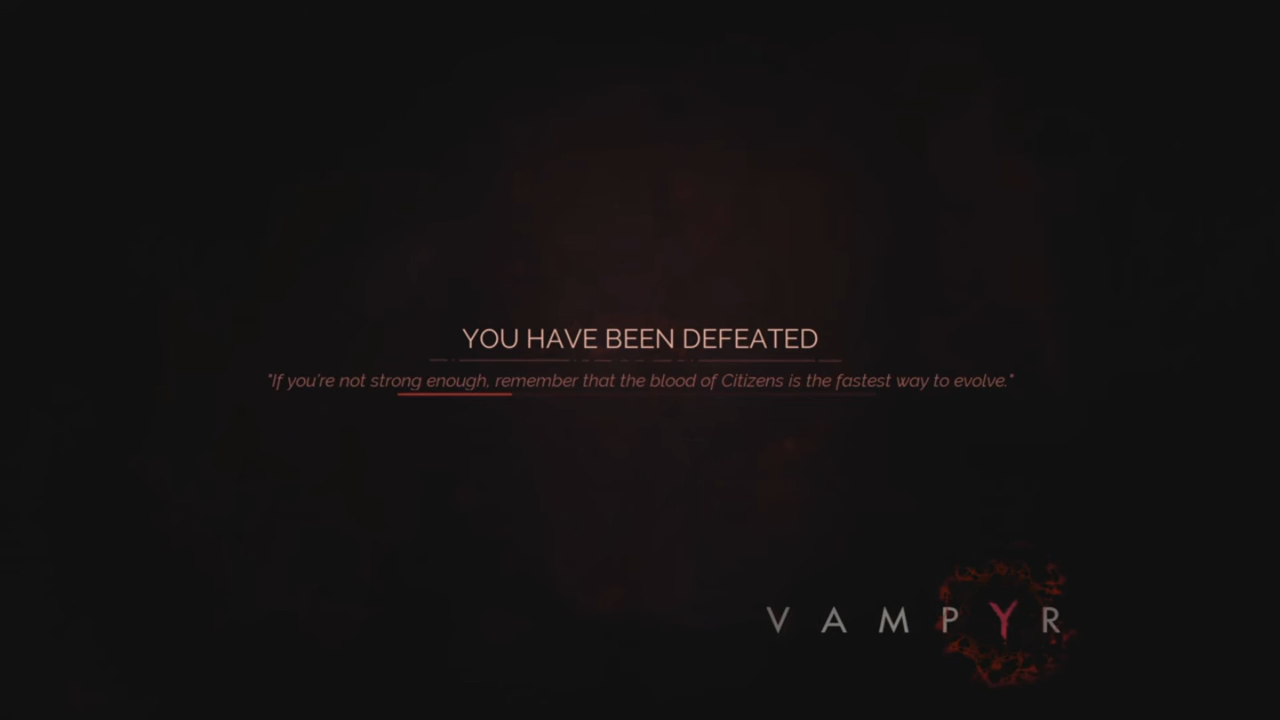 YOU HAVE BEEN DEFEATED
"If you're not strong enough, remember that the blood of Citizens is the fastest way to evolve."
VAMPYR